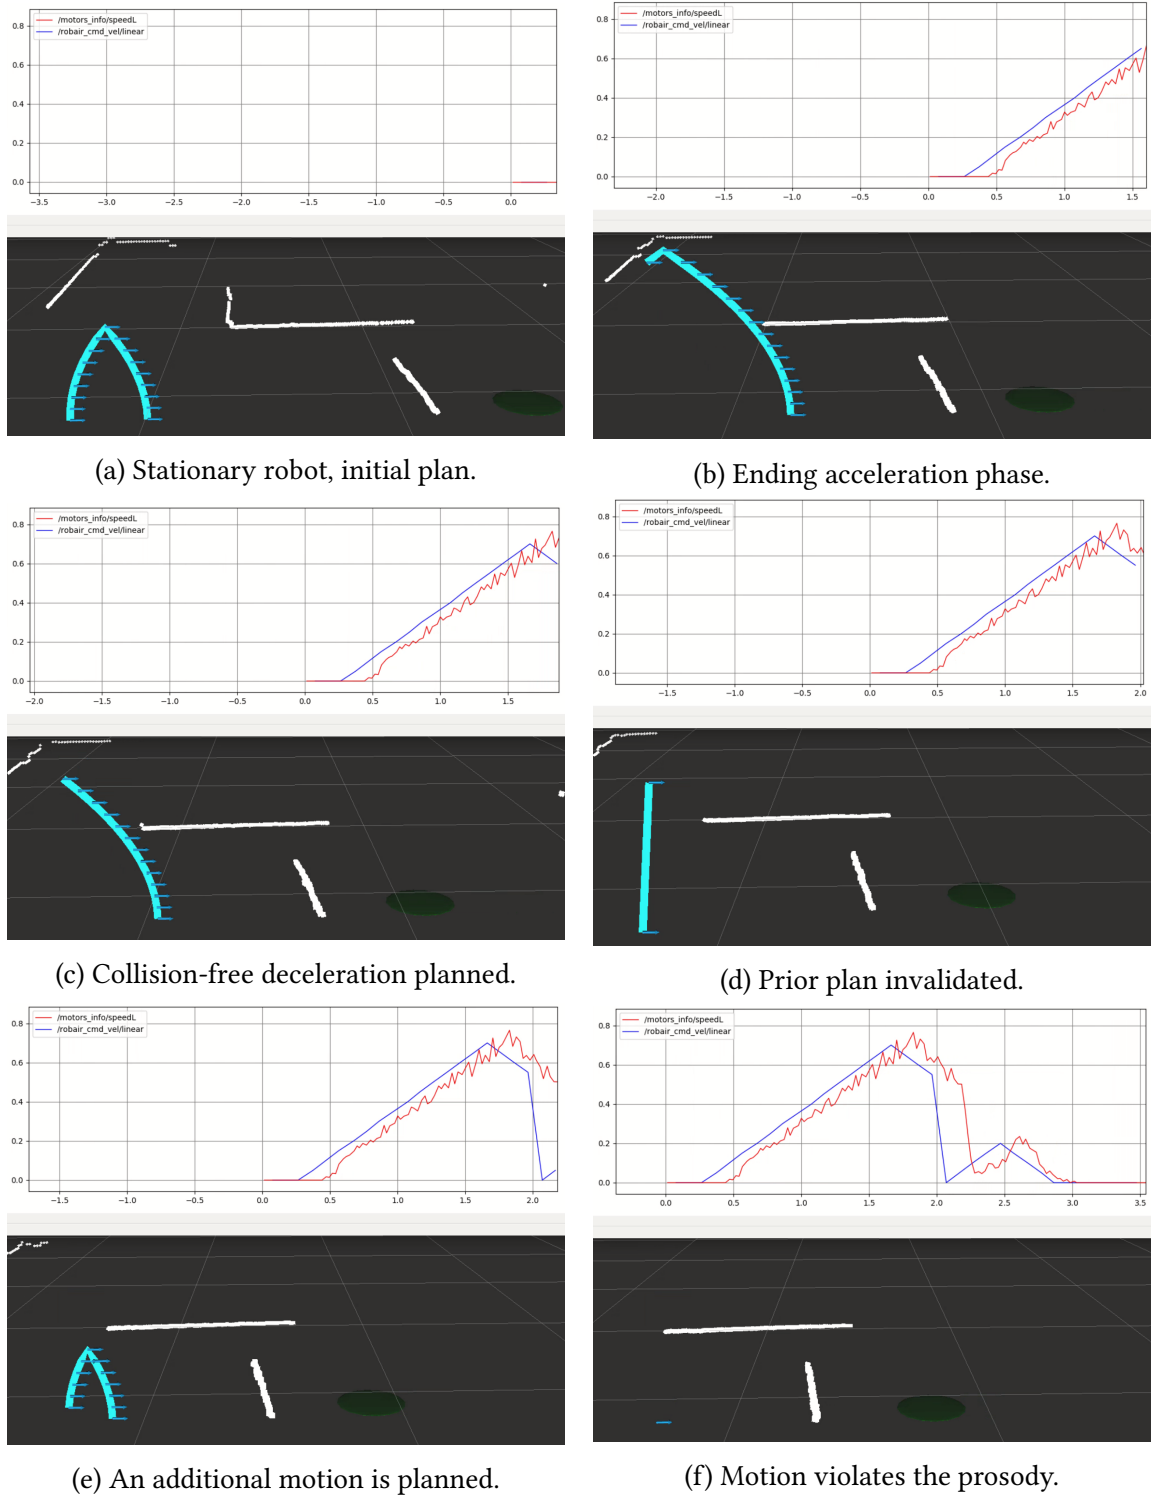 /motors_info/speedL
/robair_cmd_vel/linear
0.8
0.6
0.4
0.2
0.0
−3.5 −3.0 −2.5 −2.0 −1.5 −1.0 −0.5 0.0
(a) Stationary robot, initial plan.
/motors_info/speedL
/robair_cmd_vel/linear
0.8
0.6
0.4
0.2
0.0
−2.0 −1.5 −1.0 −0.5 0.0 0.5 1.0 1.5
(b) Ending acceleration phase.
/motors_info/speedL
/robair_cmd_vel/linear
0.8
0.6
0.4
0.2
0.0
−2.0 −1.5 −1.0 −0.5 0.0 0.5 1.0 1.5
(c) Collision-free deceleration planned.
/motors_info/speedL
/robair_cmd_vel/linear
0.8
0.6
0.4
0.2
0.0
−1.5 −1.0 −0.5 0.0 0.5 1.0 1.5 2.0
(d) Prior plan invalidated.
/motors_info/speedL
/robair_cmd_vel/linear
0.8
0.6
0.4
0.2
0.0
−1.5 −1.0 −0.5 0.0 0.5 1.0 1.5 2.0
(e) An additional motion is planned.
/motors_info/speedL
/robair_cmd_vel/linear
0.8
0.6
0.4
0.2
0.0
0.0 0.5 1.0 1.5 2.0 2.5 3.0 3.5
(f) Motion violates the prosody.